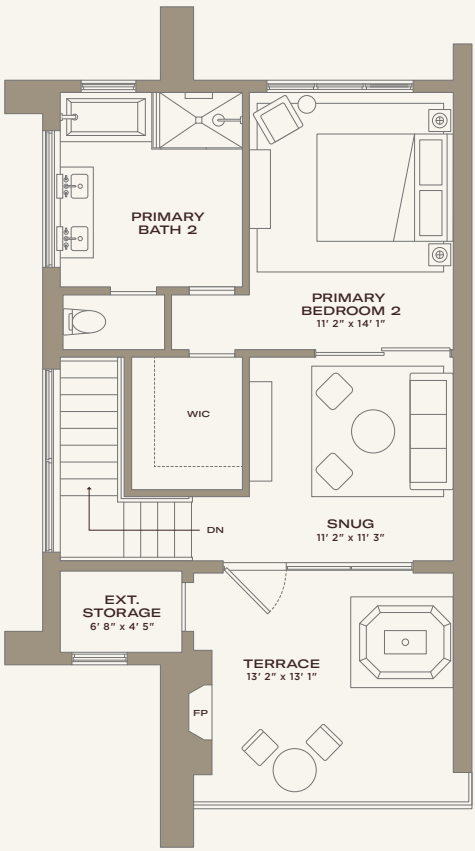 PRIMARY
BATH 2
PRIMARY
BEDROOM 2
11' 2" x 14' 1"
WIC
SNUG
11' 2" x 11' 3"
DN
EXT.
STORAGE
6' 8" x 4' 5"
TERRACE
13' 2" x 13' 1"
FP